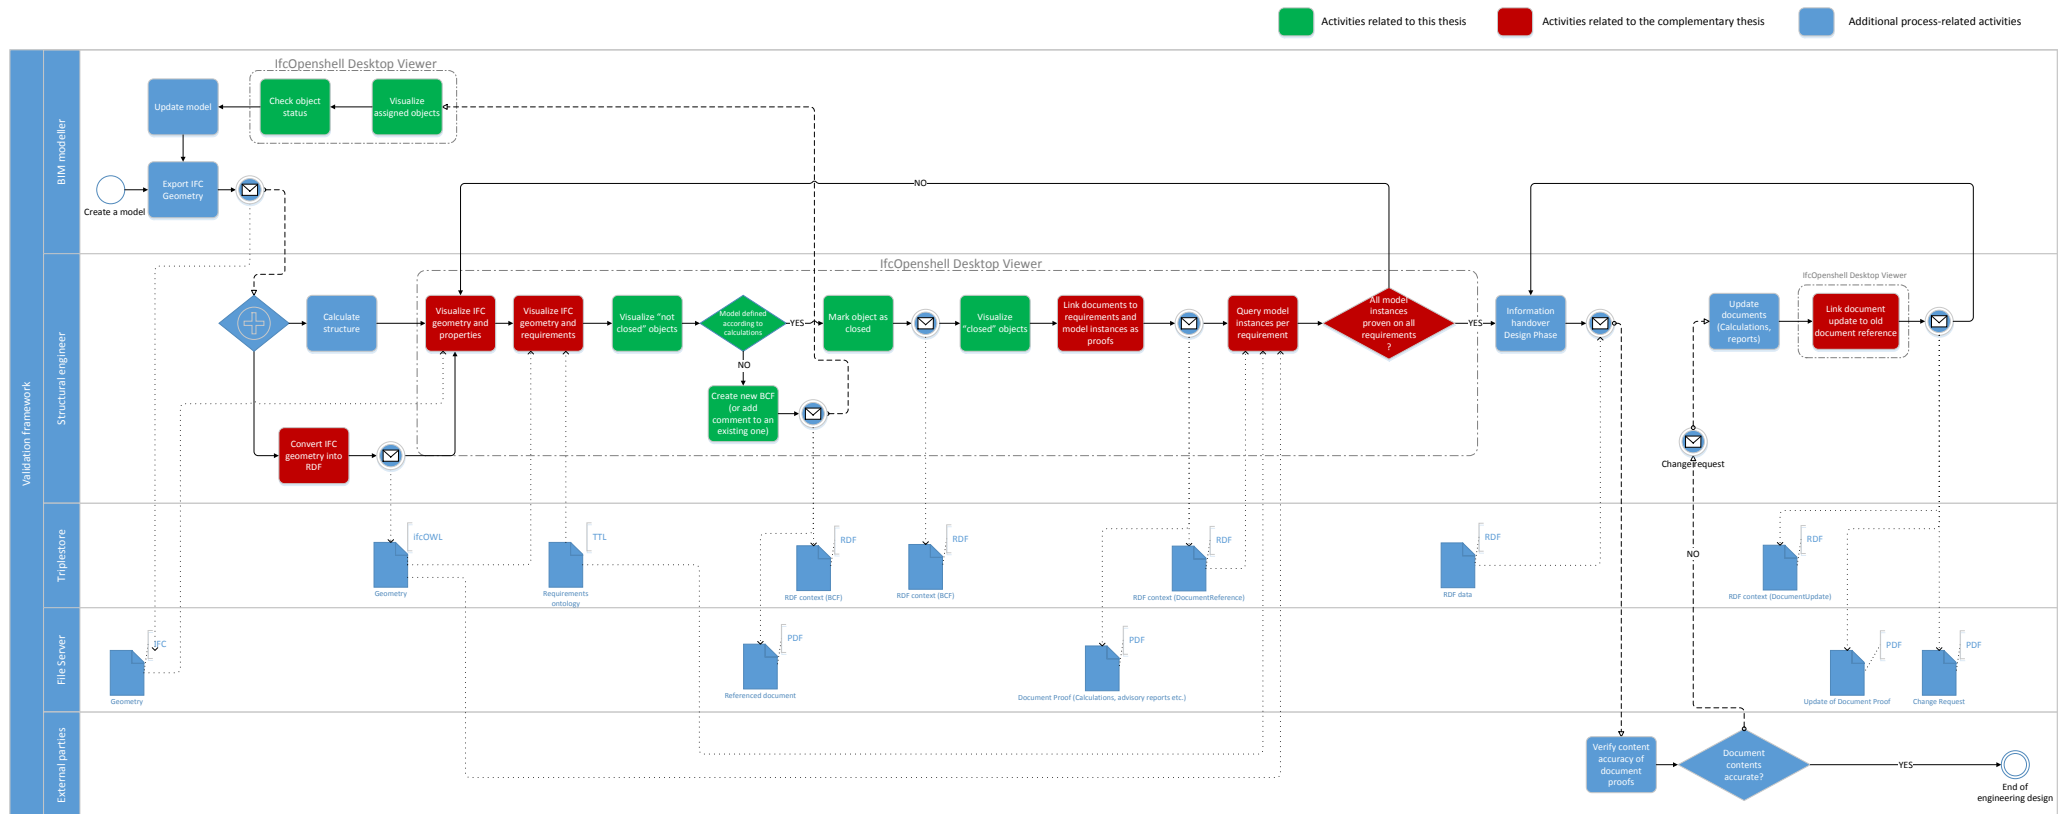 Activities related to this thesis
Activities related to the complementary thesis
Additional process-related activities
Validation framework
BIM modeller
IfcOpenshell Desktop Viewer
Update model
Check object
status
Visualize
assigned objects
Create a model
Export IFC
Geometry
NO
Structural engineer
IfcOpenshell Desktop Viewer
Calculate
structure
Visualize IFC
geometry and
properties
Visualize IFC
geometry and
requirements
Visualize “not
closed” objects
Model defined
according to
calculations
YES
NO
Mark object as
closed
Visualize
“closed” objects
Link documents to
requirements and
model instances as
proofs
Query model
instances per
requirement
All model
instances
proven on all
requirements
?
YES
Information
handover
Design Phase
Update
documents
(Calculations,
reports)
IfcOpenshell Desktop Viewer
Link document
update to old
document reference
Create new BCF
(or add
comment to an
existing one)
Convert IFC
geometry into
RDF
Change request
Triplestore
ifcOWL
Geometry
TTL
Requirements
ontology
RDF
RDF context (BCF)
RDF
RDF context (BCF)
RDF
RDF context (DocumentReference)
RDF
RDF data
NO
RDF
RDF context (DocumentUpdate)
File Server
IFC
Geometry
PDF
Referenced document
PDF
Document Proof (Calculations, advisory reports etc.)
PDF
Update of Document Proof
PDF
Change Request
External parties
Verify content
accuracy of
document
proofs
Document
contents
accurate?
YES
End of
engineering design